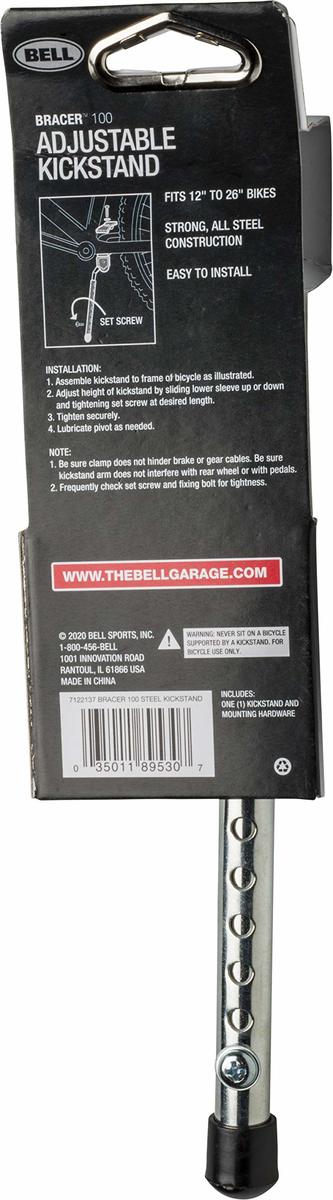 BELL
BRACER™ 100
ADJUSTABLE
KICKSTAND
FITS 12" TO 26" BIKES
STRONG, ALL STEEL
CONSTRUCTION
EASY TO INSTALL
SET SCREW
INSTALLATION:
1. Assemble kickstand to frame of bicycle as illustrated.
2. Adjust height of kickstand by sliding lower sleeve up or down
and tightening set screw at desired length.
3. Tighten securely.
4. Lubricate pivot as needed.
NOTE:
1. Be sure clamp does not hinder brake or gear cables. Be sure
kickstand arm does not interfere with rear wheel or with pedals.
2. Frequently check set screw and fixing bolt for tightness.
WWW.THEBELLGARAGE.COM
© 2020 BELL SPORTS, INC.
1-800-456-BELL
1001 INNOVATION ROAD
RANTOUL, IL 61866 USA
MADE IN CHINA
WARNING: NEVER SIT ON A BICYCLE
SUPPORTED BY A KICKSTAND. FOR
BICYCLE USE ONLY.
7122137 BRACER 100 STEEL KICKSTAND
0 35011 89530 7
INCLUDES:
ONE (1) KICKSTAND AND
MOUNTING HARDWARE